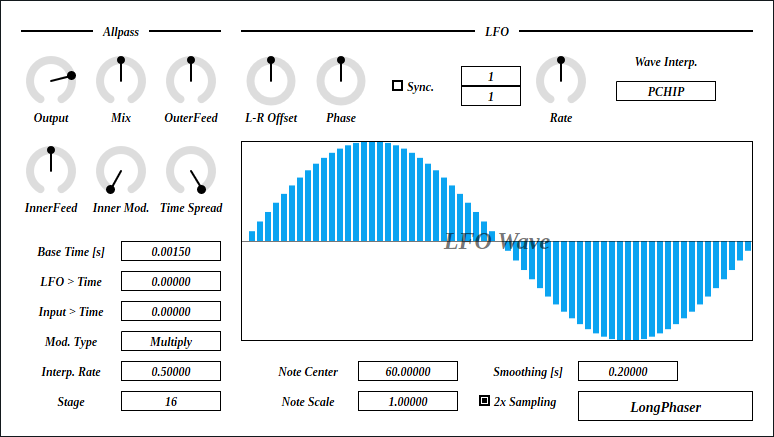 Allpass
LFO
Output
Mix
OuterFeed
L-R Offset
Phase
Sync.
1
1
Rate
Wave Interp.
PCHIP
InnerFeed
Inner Mod.
Time Spread
LFO Wave
Base Time [s]
0.00150
LFO > Time
0.00000
Input > Time
0.00000
Mod. Type
Multiply
Interp. Rate
0.50000
Stage
16
Note Center
60.00000
Smoothing [s]
0.20000
Note Scale
1.00000
2x Sampling
LongPhaser